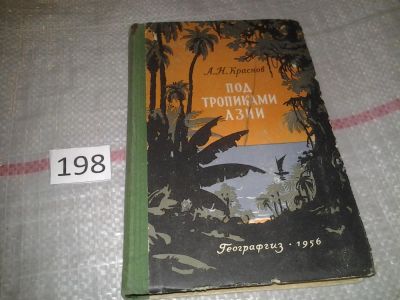 А.Н.Краснов
ПОД
ТРОПИКАМИ
АЗИИ
198
Географгиз · 1956